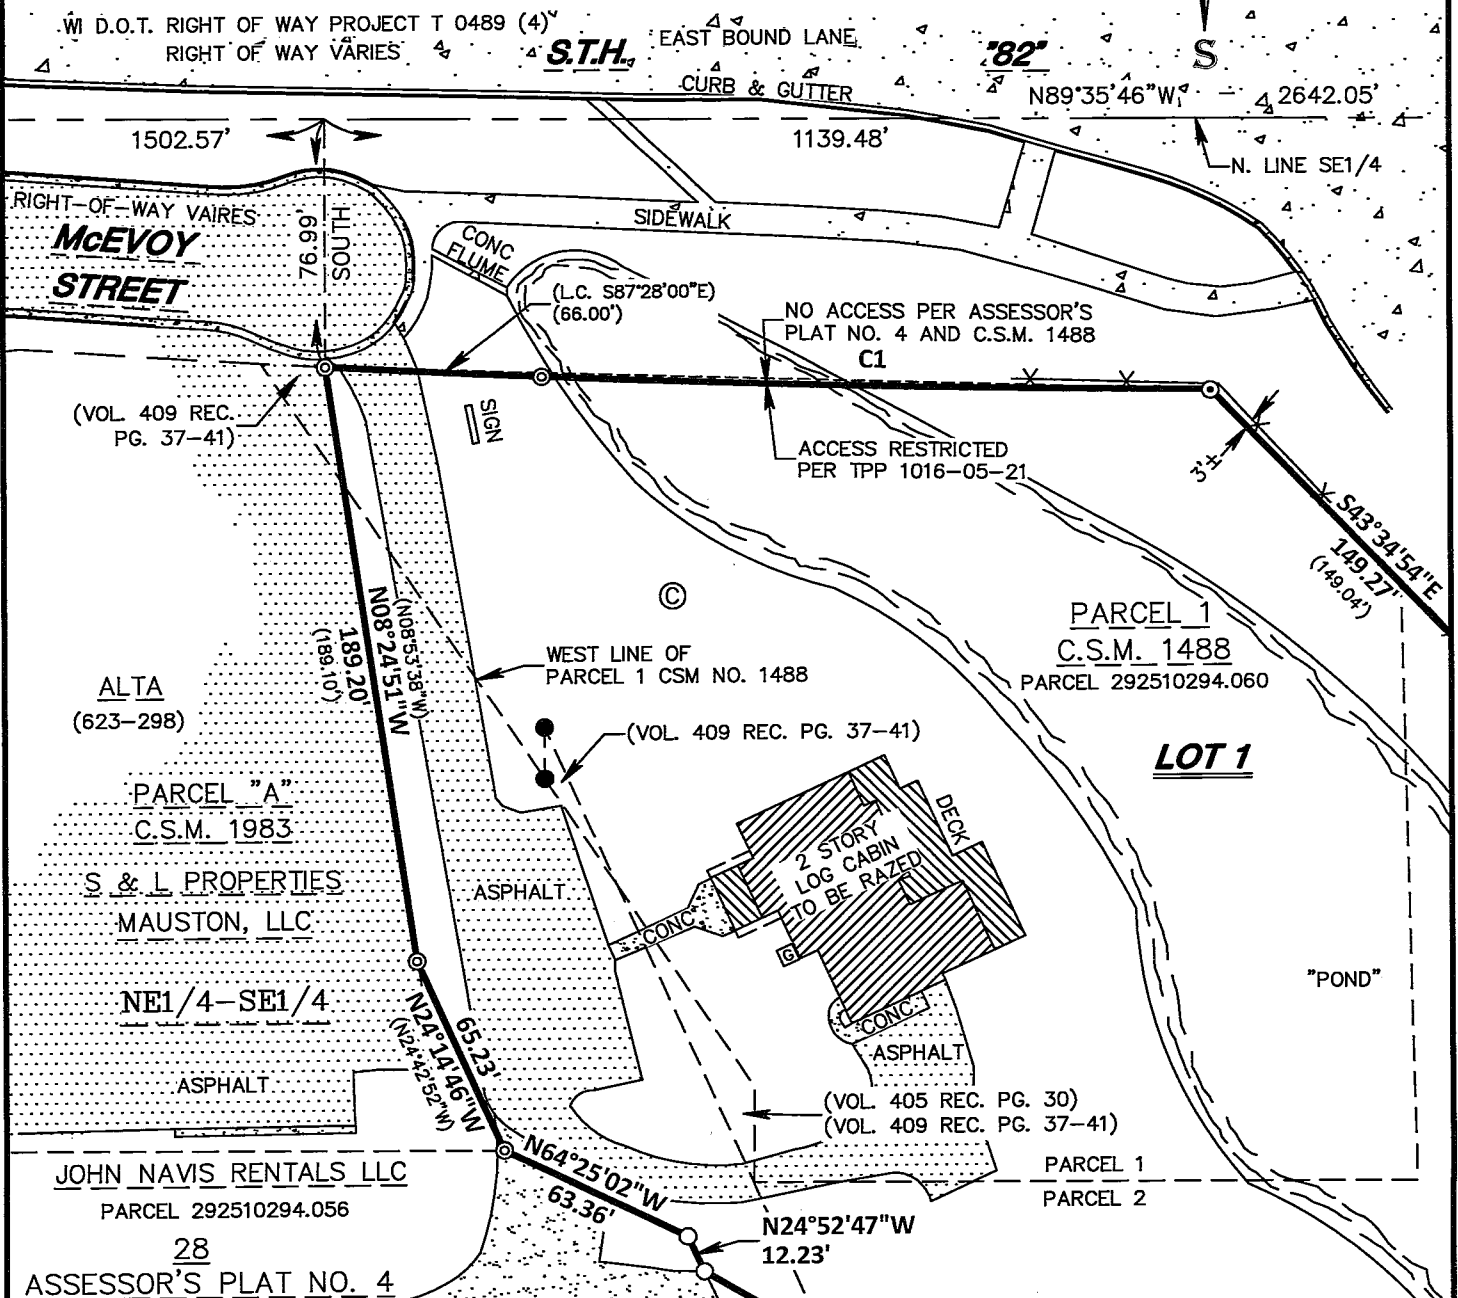 WI D.O.T. RIGHT OF WAY PROJECT T 0489 (4)
RIGHT OF WAY VARIES
S.T.H.
EAST BOUND LANE
"82"
S
CURB & GUTTER
N89°35'46"W
2642.05'
1502.57'
1139.48'
N. LINE SE1/4
RIGHT-OF-WAY VAIRES
McEVOY
STREET
76.99'
SOUTH
SIDEWALK
CONC
FLUME
(L.C. S87°28'00"E)
(66.00')
NO ACCESS PER ASSESSOR'S
PLAT NO. 4 AND C.S.M. 1488
C1
(VOL. 409 REC.
PG. 37-41)
SIGN
ACCESS RESTRICTED
PER TPP 1016-05-21
3'±
S43°34'54"E
149.27'
(149.04')
(N08°53'38"W)
N08°24'51"W
189.20'
(189.10')
C
PARCEL 1
C.S.M. 1488
PARCEL 292510294.060
WEST LINE OF
PARCEL 1 CSM NO. 1488
ALTA
(623-298)
(VOL. 409 REC. PG. 37-41)
LOT 1
PARCEL "A"
C.S.M. 1983
DECK
2 STORY
LOG CABIN
TO BE RAZED
S & L PROPERTIES
MAUSTON, LLC
ASPHALT
CONC
G
"POND"
NE1/4-SE1/4
65.23'
N24°14'46"W
(N24°42'52"W)
CONC
ASPHALT
ASPHALT
(VOL. 405 REC. PG. 30)
(VOL. 409 REC. PG. 37-41)
JOHN NAVIS RENTALS LLC
PARCEL 292510294.056
N64°25'02"W
63.36'
PARCEL 1
PARCEL 2
N24°52'47"W
12.23'
28
ASSESSOR'S PLAT NO. 4